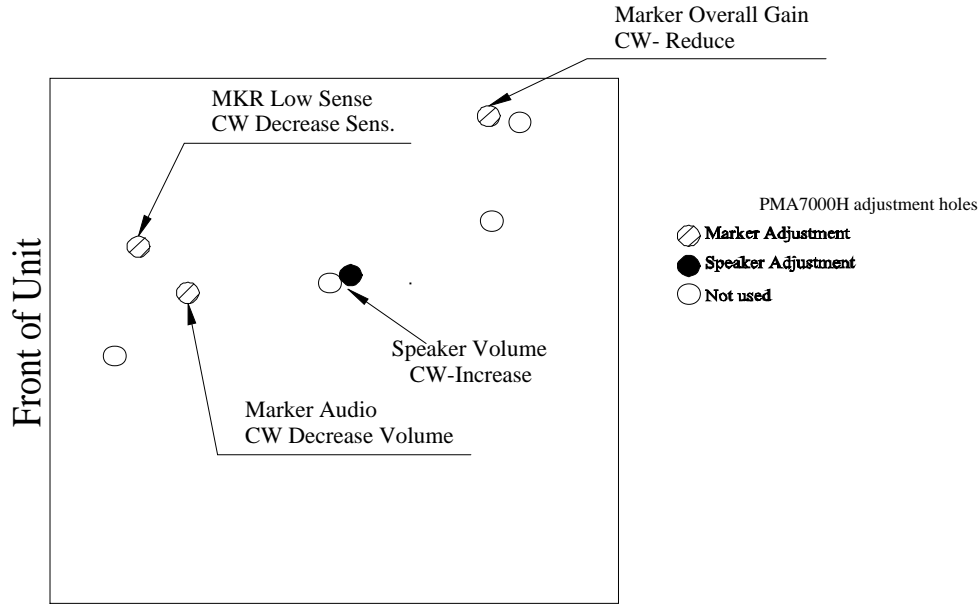 Marker Overall Gain
CW- Reduce
MKR Low Sense
CW Decrease Sens.
PMA7000H adjustment holes
Marker Adjustment
Speaker Adjustment
Not used
Front of Unit
Speaker Volume
CW-Increase
Marker Audio
CW Decrease Volume